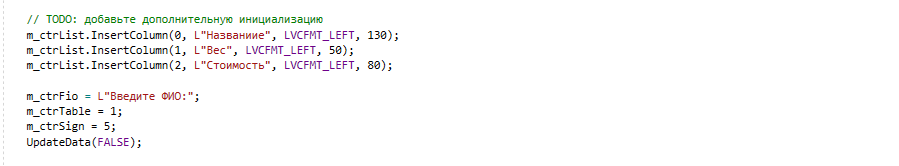 // TODO: добавьте дополнительную инициализацию
m_ctrList.InsertColumn(0, L"Названиие", LVCFMT_LEFT, 130);
m_ctrList.InsertColumn(1, L"Вес", LVCFMT_LEFT, 50);
m_ctrList.InsertColumn(2, L"Стоимость", LVCFMT_LEFT, 80);
m_ctrFio = L"Введите ФИО:";
m_ctrTable = 1;
m_ctrSign = 5;
UpdateData(FALSE);